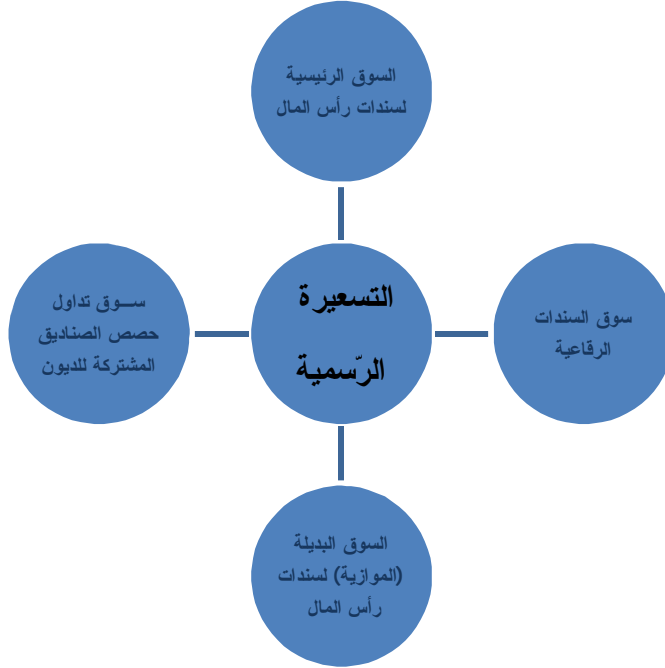 السوق الرئيسية
لسندات رأس المال
التسعيرة
الرّسمية
سوق السندات
الرقاعية
ســوق تداول
حصص الصناديق
المشتركة للديون
السوق البديلة
(الموازية) لسندات
رأس المال